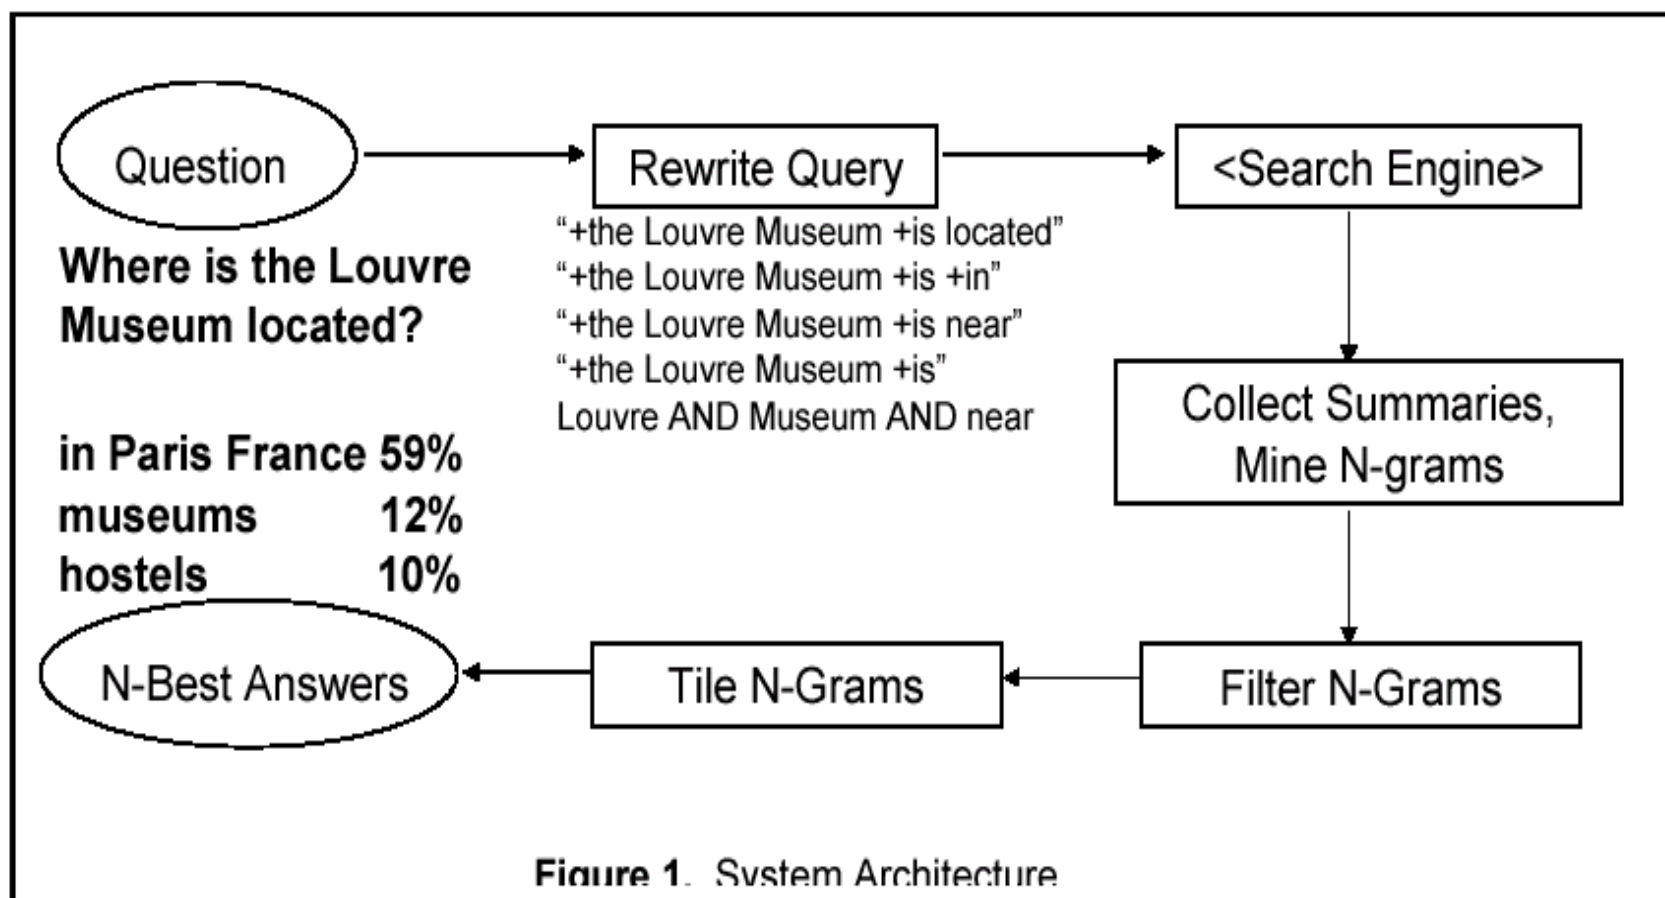 Question
Rewrite Query
<Search Engine>
Where is the Louvre
Museum located?
“+the Louvre Museum +is located”
“+the Louvre Museum +is +in”
“+the Louvre Museum +is near”
“+the Louvre Museum +is”
Louvre AND Museum AND near
Collect Summaries,
Mine N-grams
in Paris France 59%
museums 12%
hostels 10%
N-Best Answers
Tile N-Grams
Filter N-Grams
Figure 1. System Architecture